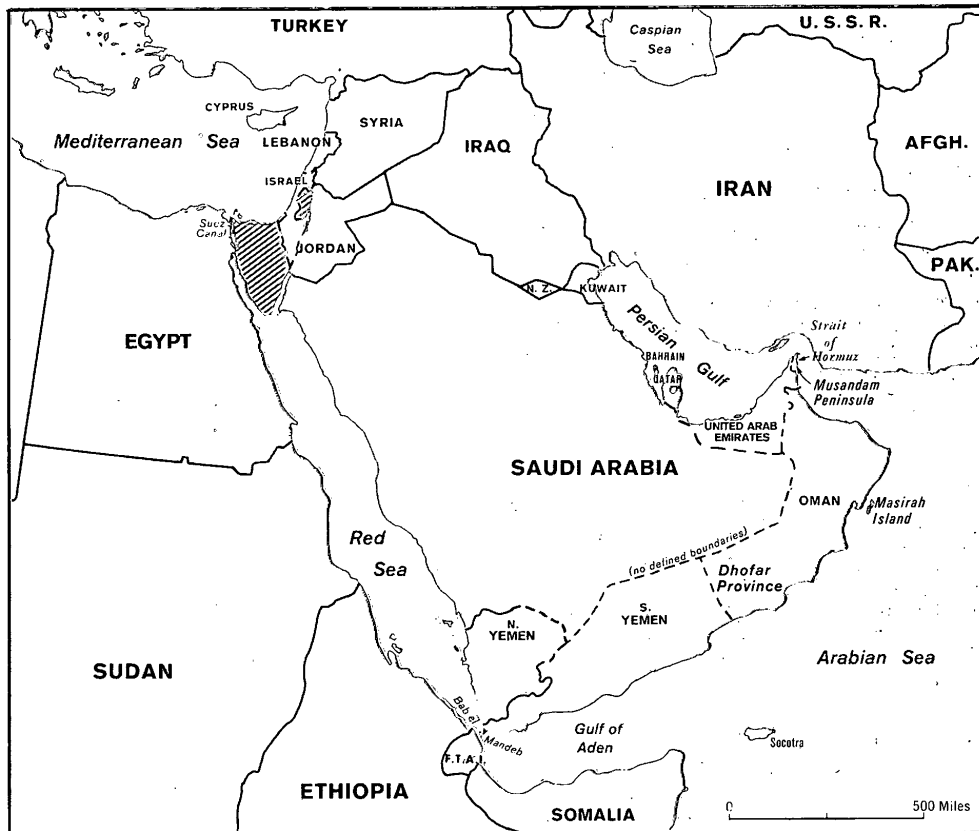 TURKEY
U.S.S.R.
Caspian
Sea
CYPRUS
SYRIA
Mediterranean Sea
LEBANON
IRAQ
AFGH.
ISRAEL
IRAN
Suez
Canal
JORDAN
PAK.
N. Z.
KUWAIT
EGYPT
Persian
Gulf
Strait
of
Hormuz
BAHRAIN
QATAR
Musandam
Peninsula
UNITED ARAB
EMIRATES
SAUDI ARABIA
OMAN
Masirah
Island
Red
Sea
(no defined boundaries)
Dhofar
Province
S.
YEMEN
N.
YEMEN
SUDAN
Arabian Sea
Bab el
Mandeb
Gulf of
Aden
Socotra
F.T.A.I.
ETHIOPIA
SOMALIA
0 500 Miles